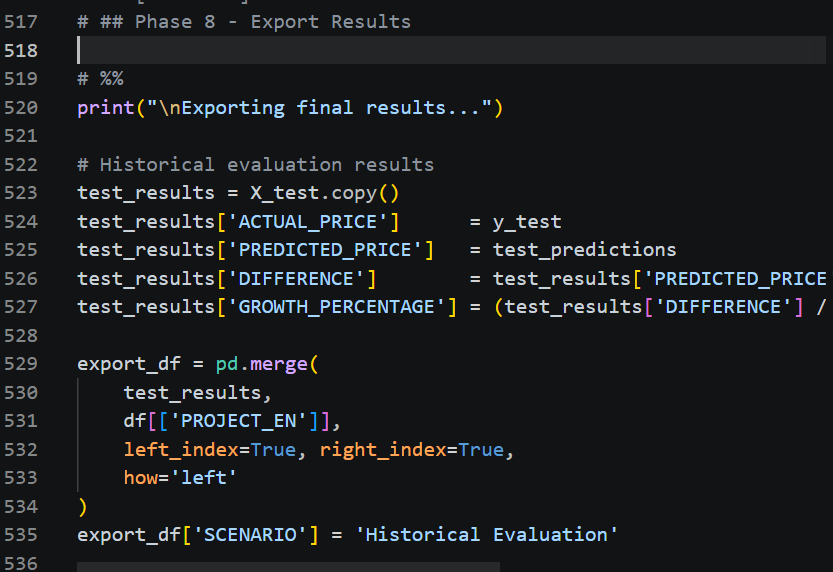 517 # ## Phase 8 - Export Results
518
519 # %%
520 print("\nExporting final results...")
521
522 # Historical evaluation results
523 test_results = X_test.copy()
524 test_results['ACTUAL_PRICE']      = y_test
525 test_results['PREDICTED_PRICE']   = test_predictions
526 test_results['DIFFERENCE']        = test_results['PREDICTED_PRICE
527 test_results['GROWTH_PERCENTAGE'] = (test_results['DIFFERENCE'] /
528
529 export_df = pd.merge(
530     test_results,
531     df[['PROJECT_EN']],
532     left_index=True, right_index=True,
533     how='left'
534 )
535 export_df['SCENARIO'] = 'Historical Evaluation'
536